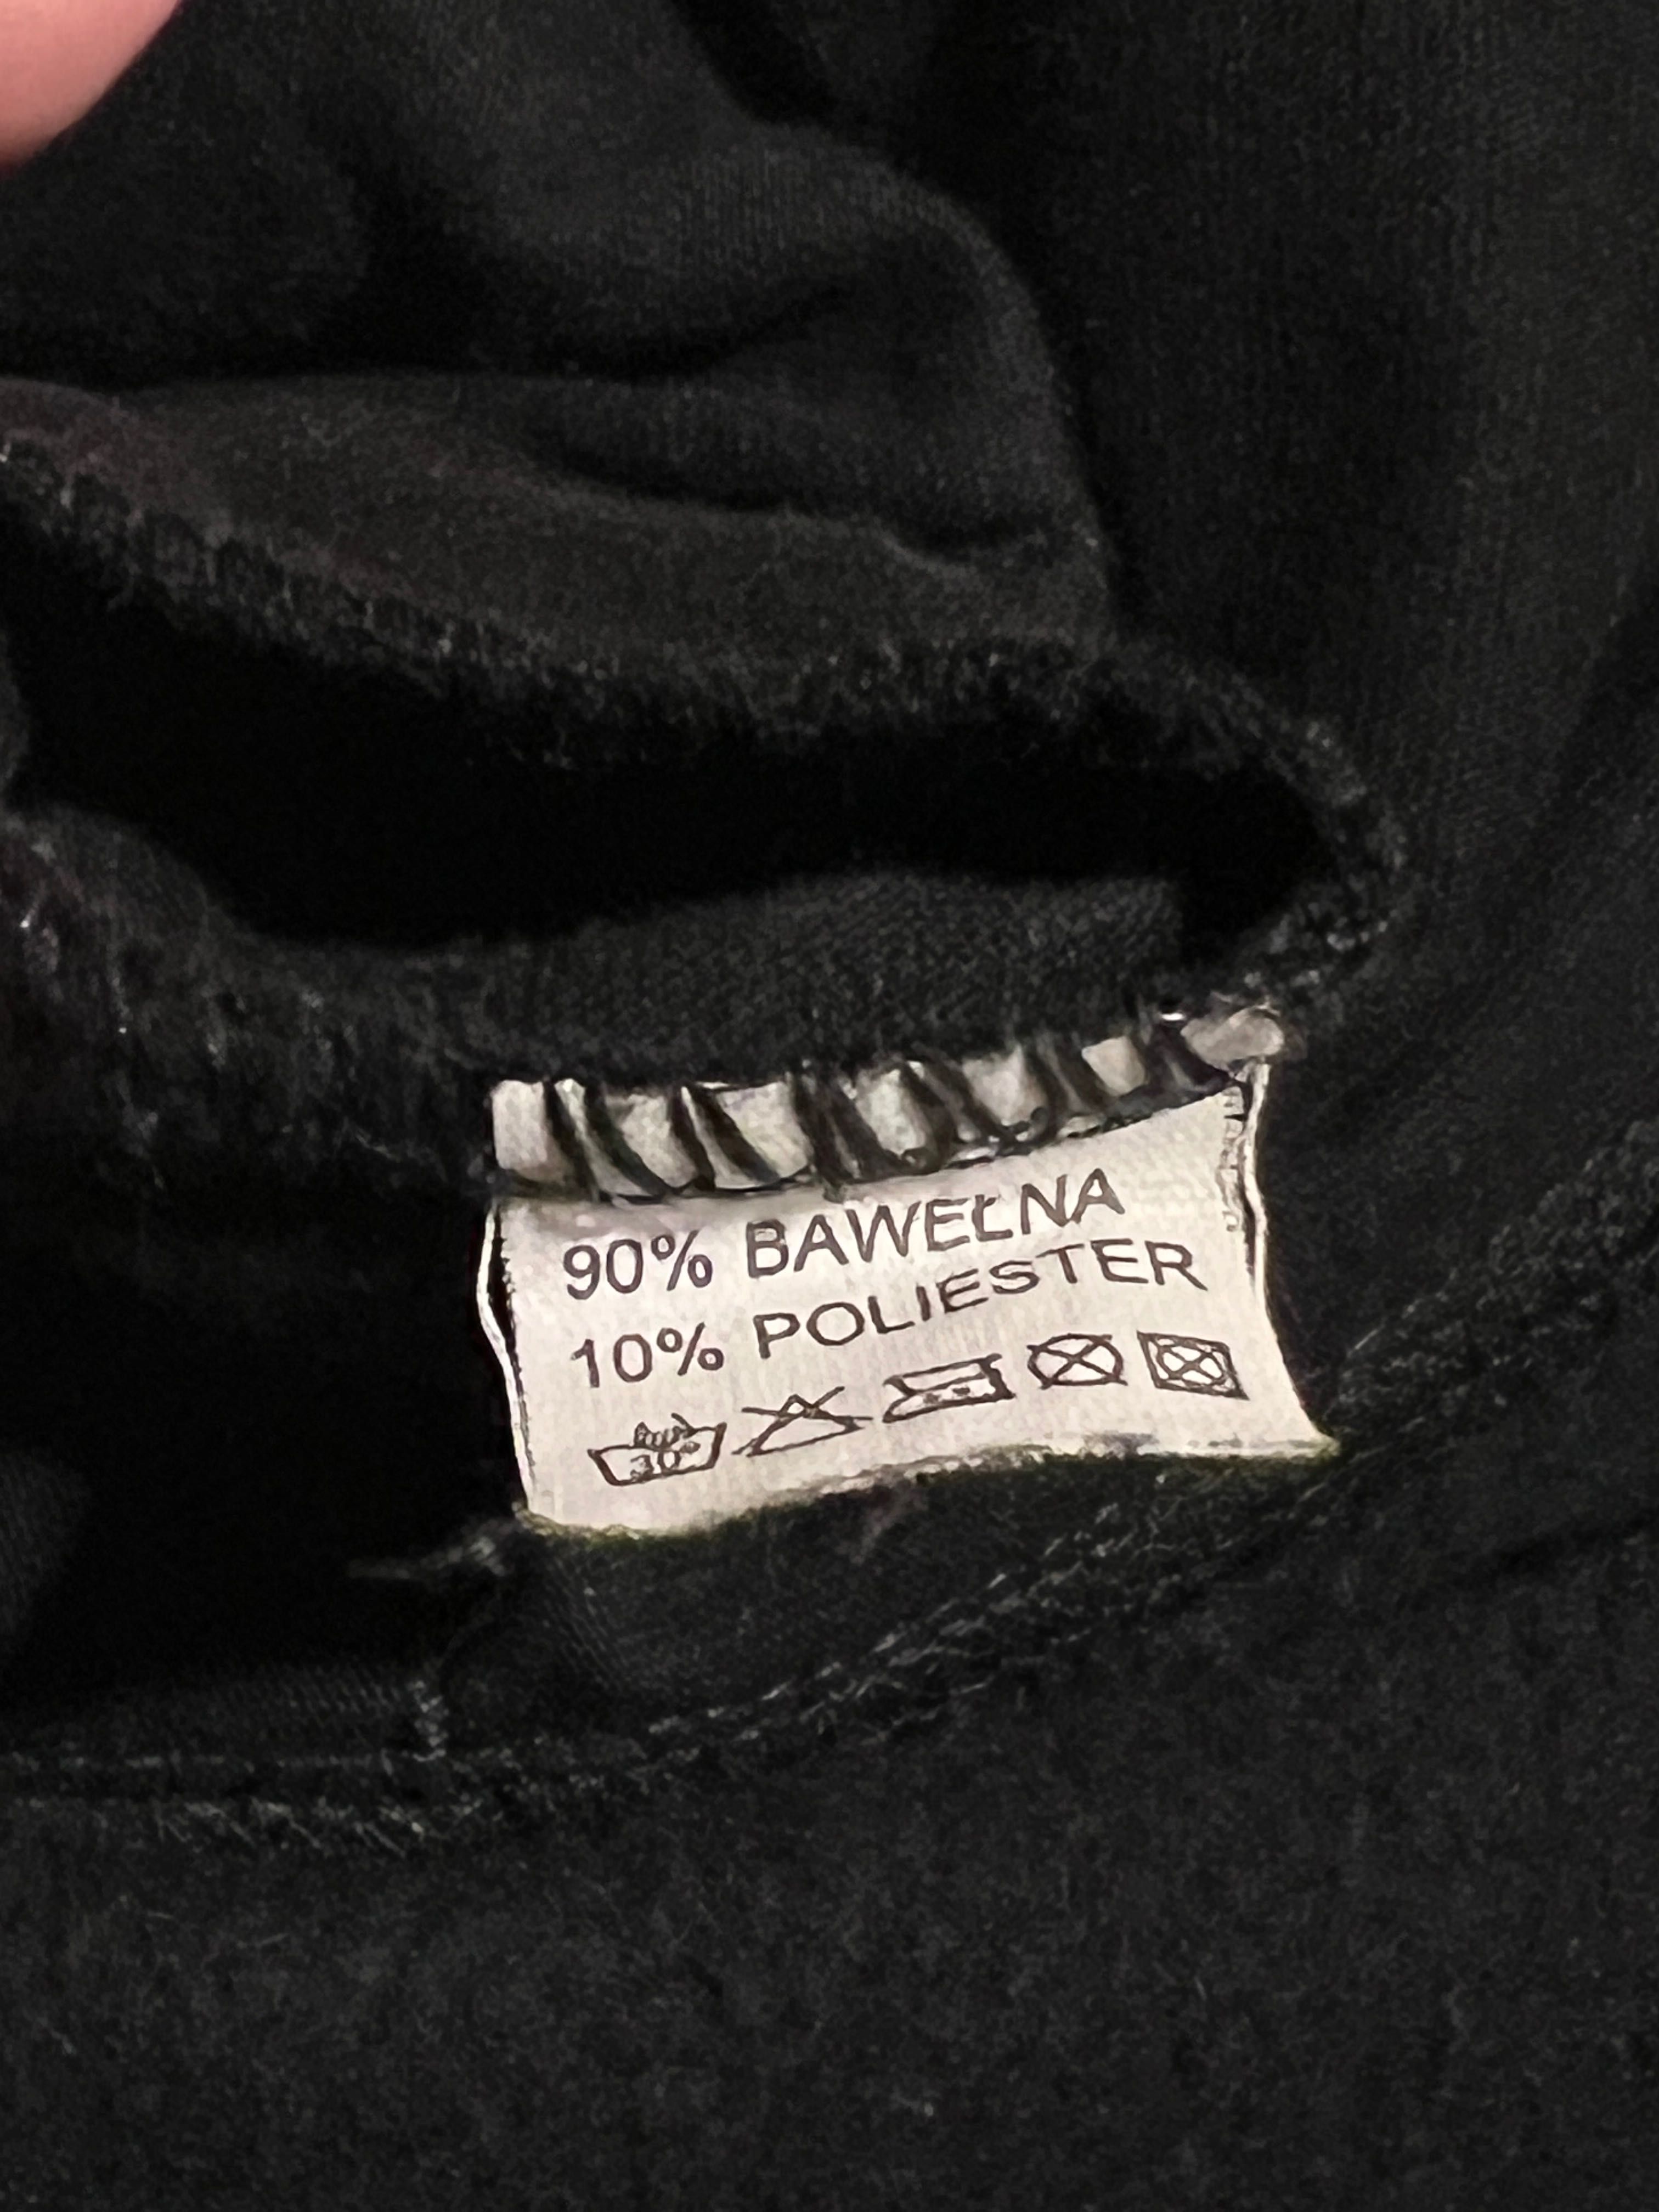 90% BAWEŁNA
10% POLIESTER
30°